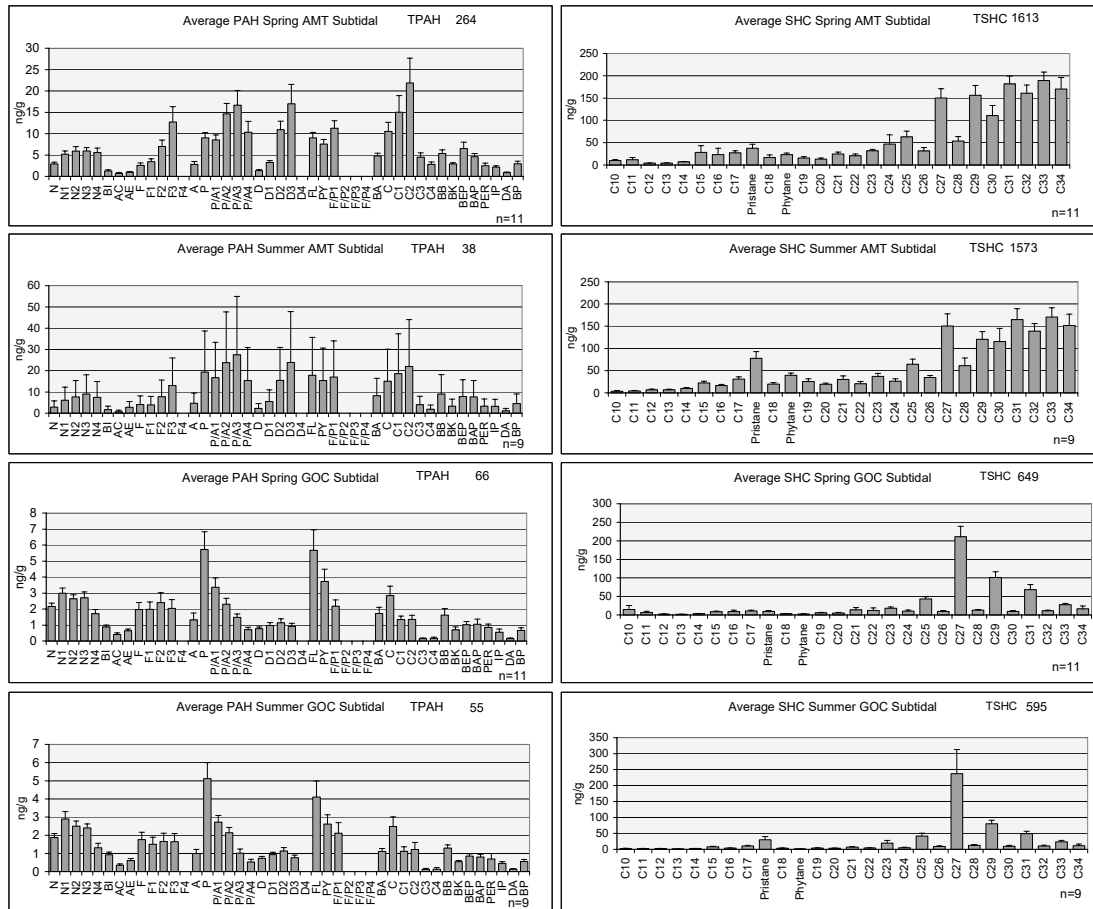 Average PAH Spring AMT Subtidal TPAH 264
30
25
20
15
10
5
0
ng/g
N N1 N2 N3 N4 BI AC AE F F1 F2 F3 F4 A P P/A1 P/A2 P/A3 P/A4 D D1 D2 D3 D4 FL PY F/P1 F/P2 F/P3 F/P4 BA C C1 C2 C3 C4 BB BK BEP BAP PER IP DA BP
n=11
Average SHC Spring AMT Subtidal TSHC 1613
250
200
150
100
50
0
ng/g
C10 C11 C12 C13 C14 C15 C16 C17 Pristane C18 Phytane C19 C20 C21 C22 C23 C24 C25 C26 C27 C28 C29 C30 C31 C32 C33 C34
n=11
Average PAH Summer AMT Subtidal TPAH 38
60
50
40
30
20
10
0
ng/g
N N1 N2 N3 N4 BI AC AE F F1 F2 F3 F4 A P P/A1 P/A2 P/A3 P/A4 D D1 D2 D3 D4 FL PY F/P1 F/P2 F/P3 F/P4 BA C C1 C2 C3 C4 BB BK BEP BAP PER IP DA BP
n=9
Average SHC Summer AMT Subtidal TSHC 1573
250
200
150
100
50
0
ng/g
C10 C11 C12 C13 C14 C15 C16 C17 Pristane C18 Phytane C19 C20 C21 C22 C23 C24 C25 C26 C27 C28 C29 C30 C31 C32 C33 C34
n=9
Average PAH Spring GOC Subtidal TPAH 66
8
7
6
5
4
3
2
1
0
ng/g
N N1 N2 N3 N4 BI AC AE F F1 F2 F3 F4 A P P/A1 P/A2 P/A3 P/A4 D D1 D2 D3 D4 FL PY F/P1 F/P2 F/P3 F/P4 BA C C1 C2 C3 C4 BB BK BEP BAP PER IP DA BP
n=11
Average SHC Spring GOC Subtidal TSHC 649
300
250
200
150
100
50
0
ng/g
C10 C11 C12 C13 C14 C15 C16 C17 Pristane C18 Phytane C19 C20 C21 C22 C23 C24 C25 C26 C27 C28 C29 C30 C31 C32 C33 C34
n=11
Average PAH Summer GOC Subtidal TPAH 55
7
6
5
4
3
2
1
0
ng/g
N N1 N2 N3 N4 BI AC AE F F1 F2 F3 F4 A P P/A1 P/A2 P/A3 P/A4 D D1 D2 D3 D4 FL PY F/P1 F/P2 F/P3 F/P4 BA C C1 C2 C3 C4 BB BK BEP BAP PER IP DA BP
n=9
Average SHC Summer GOC Subtidal TSHC 595
350
300
250
200
150
100
50
0
ng/g
C10 C11 C12 C13 C14 C15 C16 C17 Pristane C18 Phytane C19 C20 C21 C22 C23 C24 C25 C26 C27 C28 C29 C30 C31 C32 C33 C34
n=9